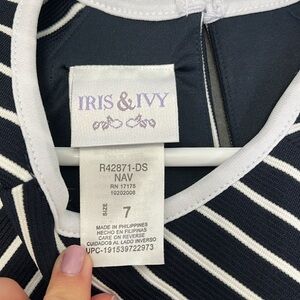 IRIS & IVY
R42871-DS
NAV
RN 17175
19202006
SIZE 7
MADE IN PHILIPPINES
HECHO EN FILIPINAS
CARE ON REVERSE
CUIDADOS AL LADO INVERSO
UPC-191539722973